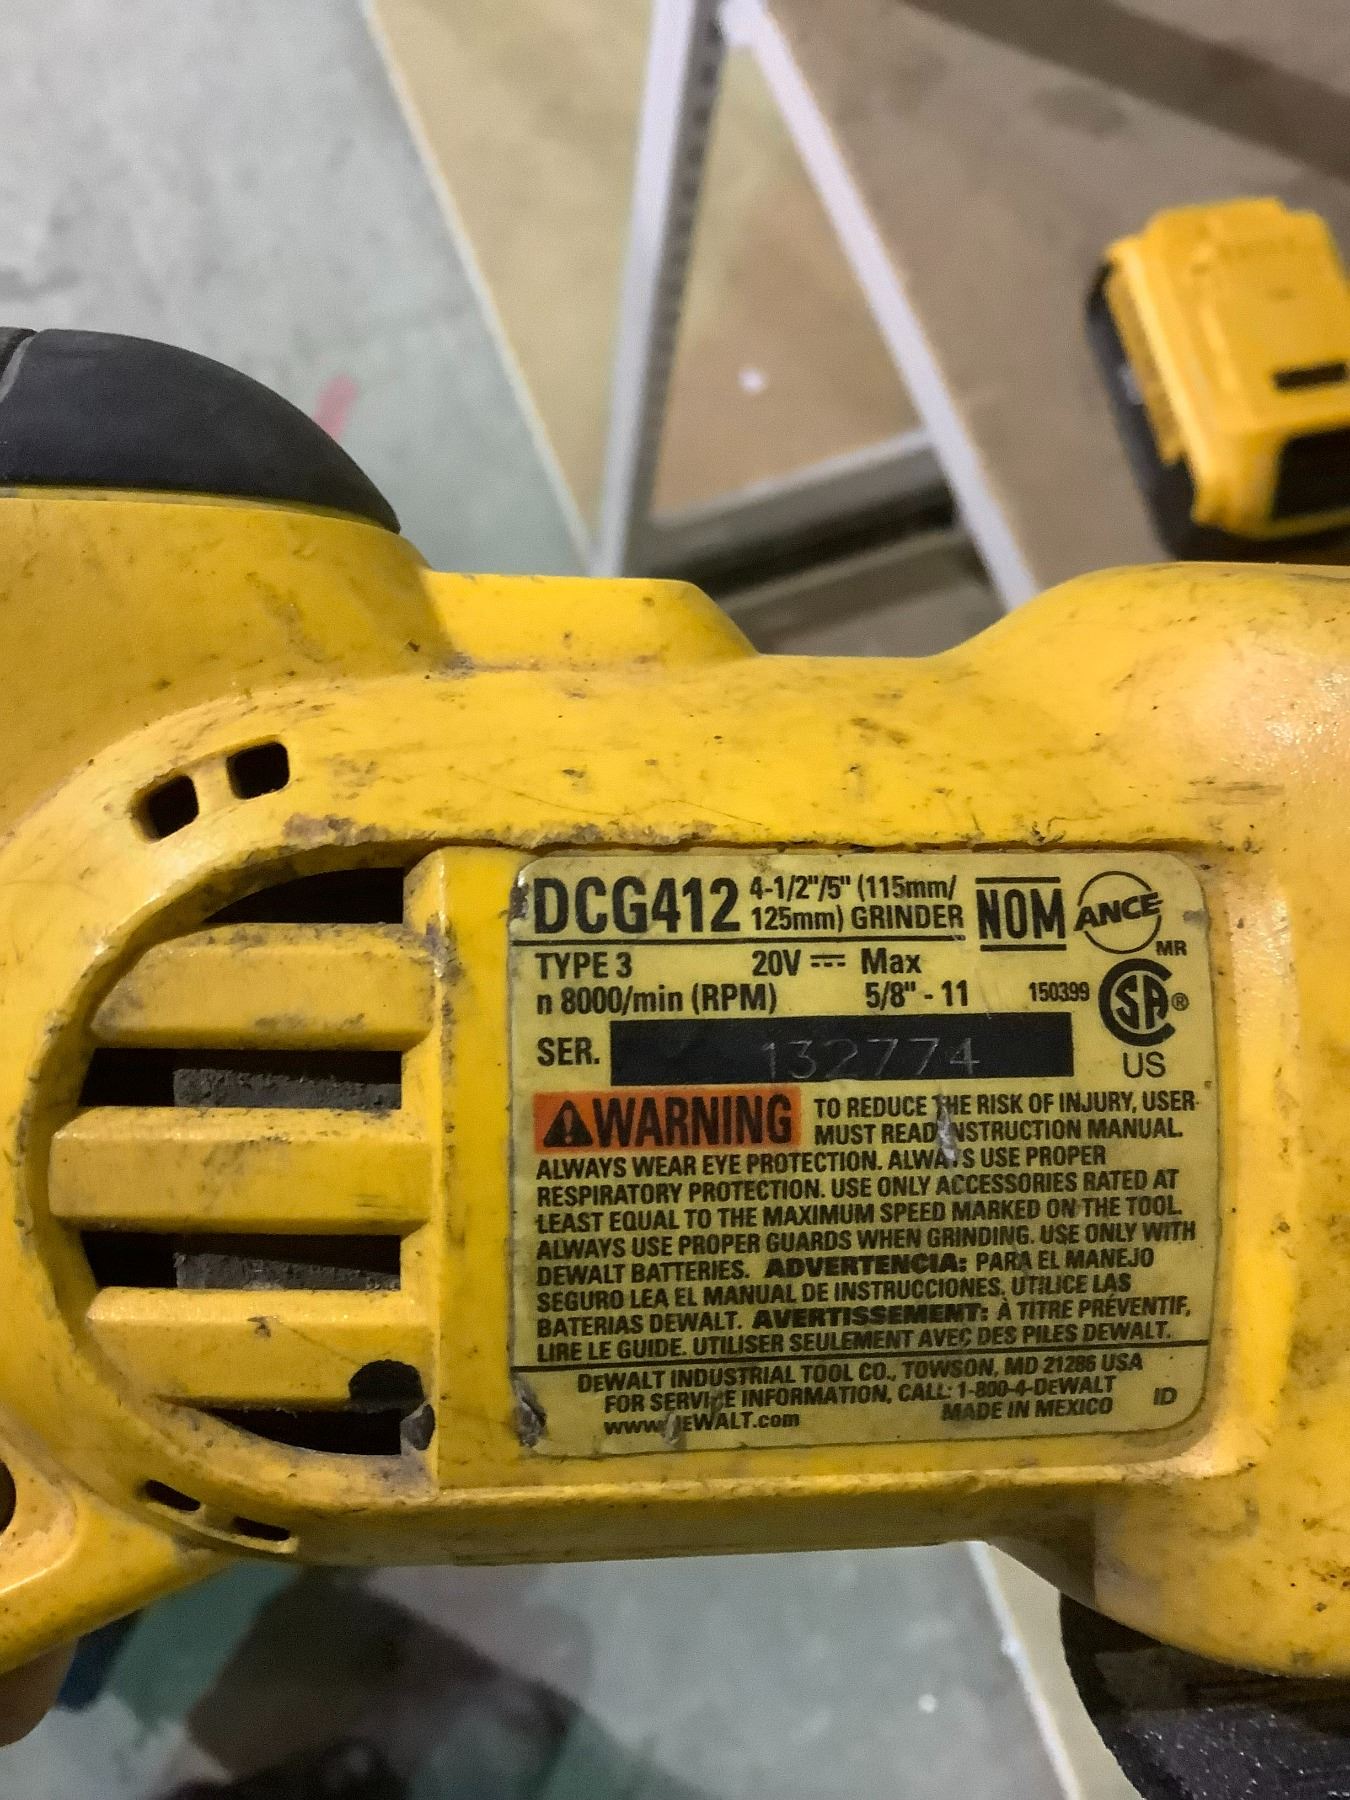 DCG412 4-1/2"/5" (115mm/
125mm) GRINDER
NOM ANCE MR
TYPE 3 20V ⎓ Max
n 8000/min (RPM) 5/8" - 11 150399 SA ®
US
SER. 132774
⚠WARNING TO REDUCE THE RISK OF INJURY, USER
MUST READ INSTRUCTION MANUAL.
ALWAYS WEAR EYE PROTECTION. ALWAYS USE PROPER
RESPIRATORY PROTECTION. USE ONLY ACCESSORIES RATED AT
LEAST EQUAL TO THE MAXIMUM SPEED MARKED ON THE TOOL.
ALWAYS USE PROPER GUARDS WHEN GRINDING. USE ONLY WITH
DEWALT BATTERIES. ADVERTENCIA: PARA EL MANEJO
SEGURO LEA EL MANUAL DE INSTRUCCIONES. UTILICE LAS
BATERIAS DEWALT. AVERTISSEMENT: À TITRE PRÉVENTIF,
LIRE LE GUIDE. UTILISER SEULEMENT AVEC DES PILES DEWALT.
DEWALT INDUSTRIAL TOOL CO., TOWSON, MD 21286 USA
FOR SERVICE INFORMATION, CALL: 1-800-4-DEWALT
www.DEWALT.com MADE IN MEXICO ID